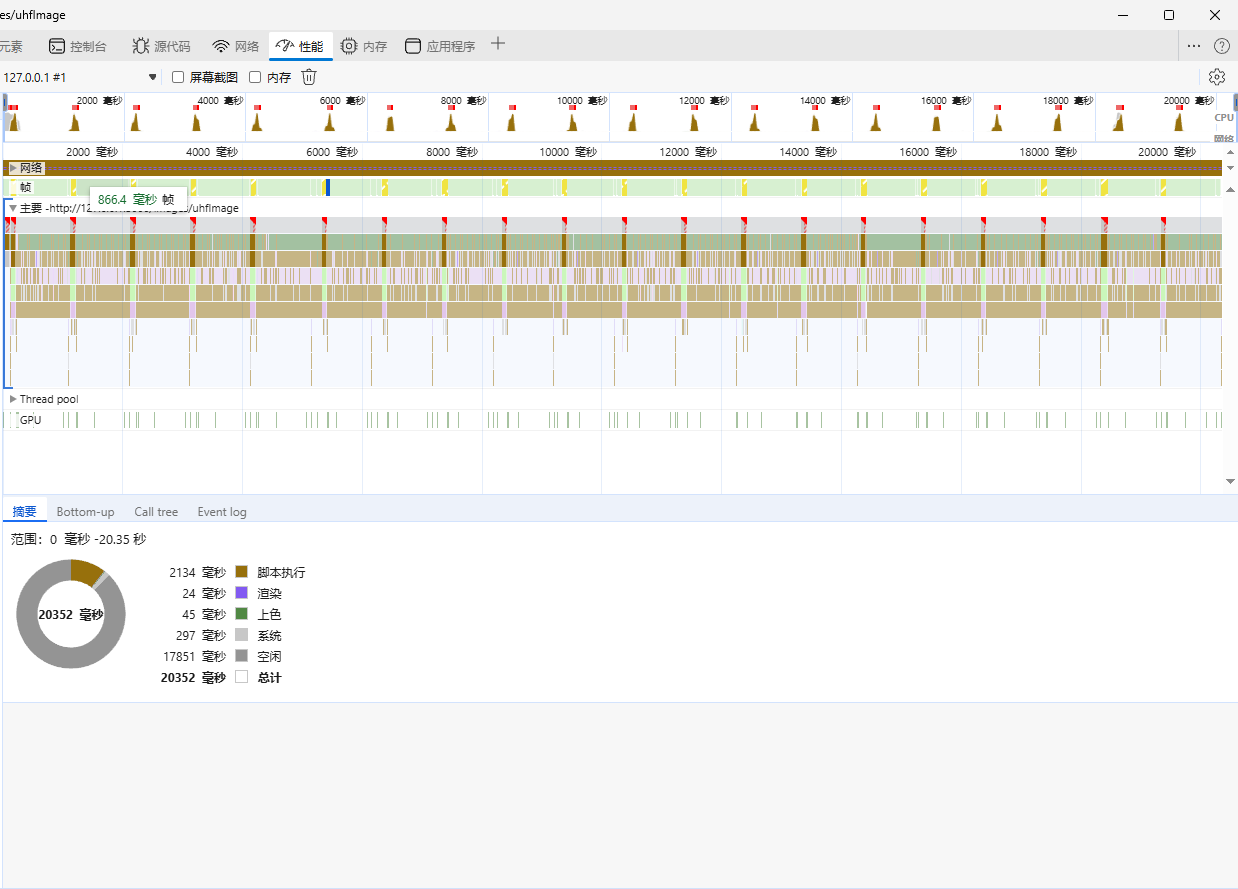 es/uhfImage
元素 控制台 源代码 网络 性能 内存 应用程序
127.0.0.1 #1 屏幕截图 内存
2000 毫秒 4000 毫秒 6000 毫秒 8000 毫秒 10000 毫秒 12000 毫秒 14000 毫秒 16000 毫秒 18000 毫秒 20000 毫秒
CPU
网络
2000 毫秒 4000 毫秒 6000 毫秒 8000 毫秒 10000 毫秒 12000 毫秒 14000 毫秒 16000 毫秒 18000 毫秒 20000 毫秒
网络
帧
866.4 毫秒 帧
主要 -http://12 /uhfImage
Thread pool
GPU
摘要 Bottom-up Call tree Event log
范围：0 毫秒 -20.35 秒
2134 毫秒 脚本执行
24 毫秒 渲染
20352 毫秒
45 毫秒 上色
297 毫秒 系统
17851 毫秒 空闲
20352 毫秒 总计